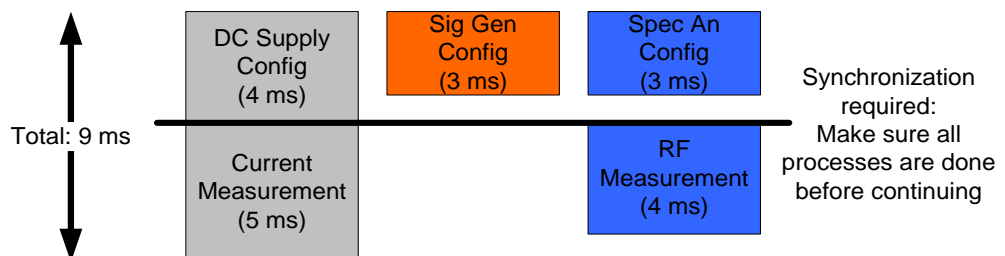 Total: 9 ms
DC Supply
Config
(4 ms)
Sig Gen
Config
(3 ms)
Spec An
Config
(3 ms)
Current
Measurement
(5 ms)
RF
Measurement
(4 ms)
Synchronization
required:
Make sure all
processes are done
before continuing